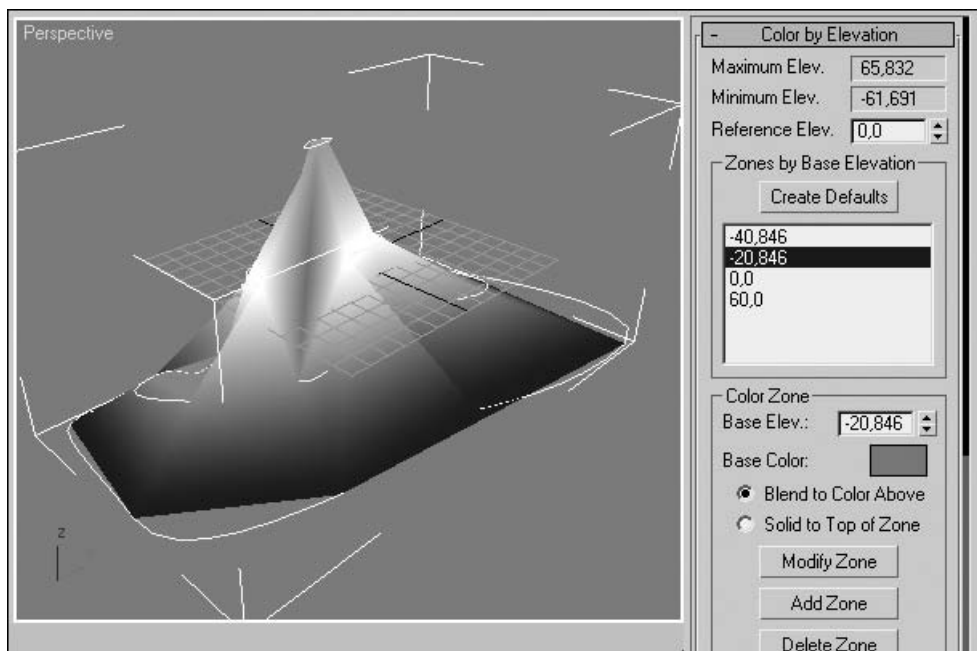 Perspective
z
- Color by Elevation
Maximum Elev. 65,832
Minimum Elev. -61,691
Reference Elev. 0,0
Zones by Base Elevation
Create Defaults
-40,846
-20,846
0,0
60,0
Color Zone
Base Elev.: -20,846
Base Color:
Blend to Color Above
Solid to Top of Zone
Modify Zone
Add Zone
Delete Zone